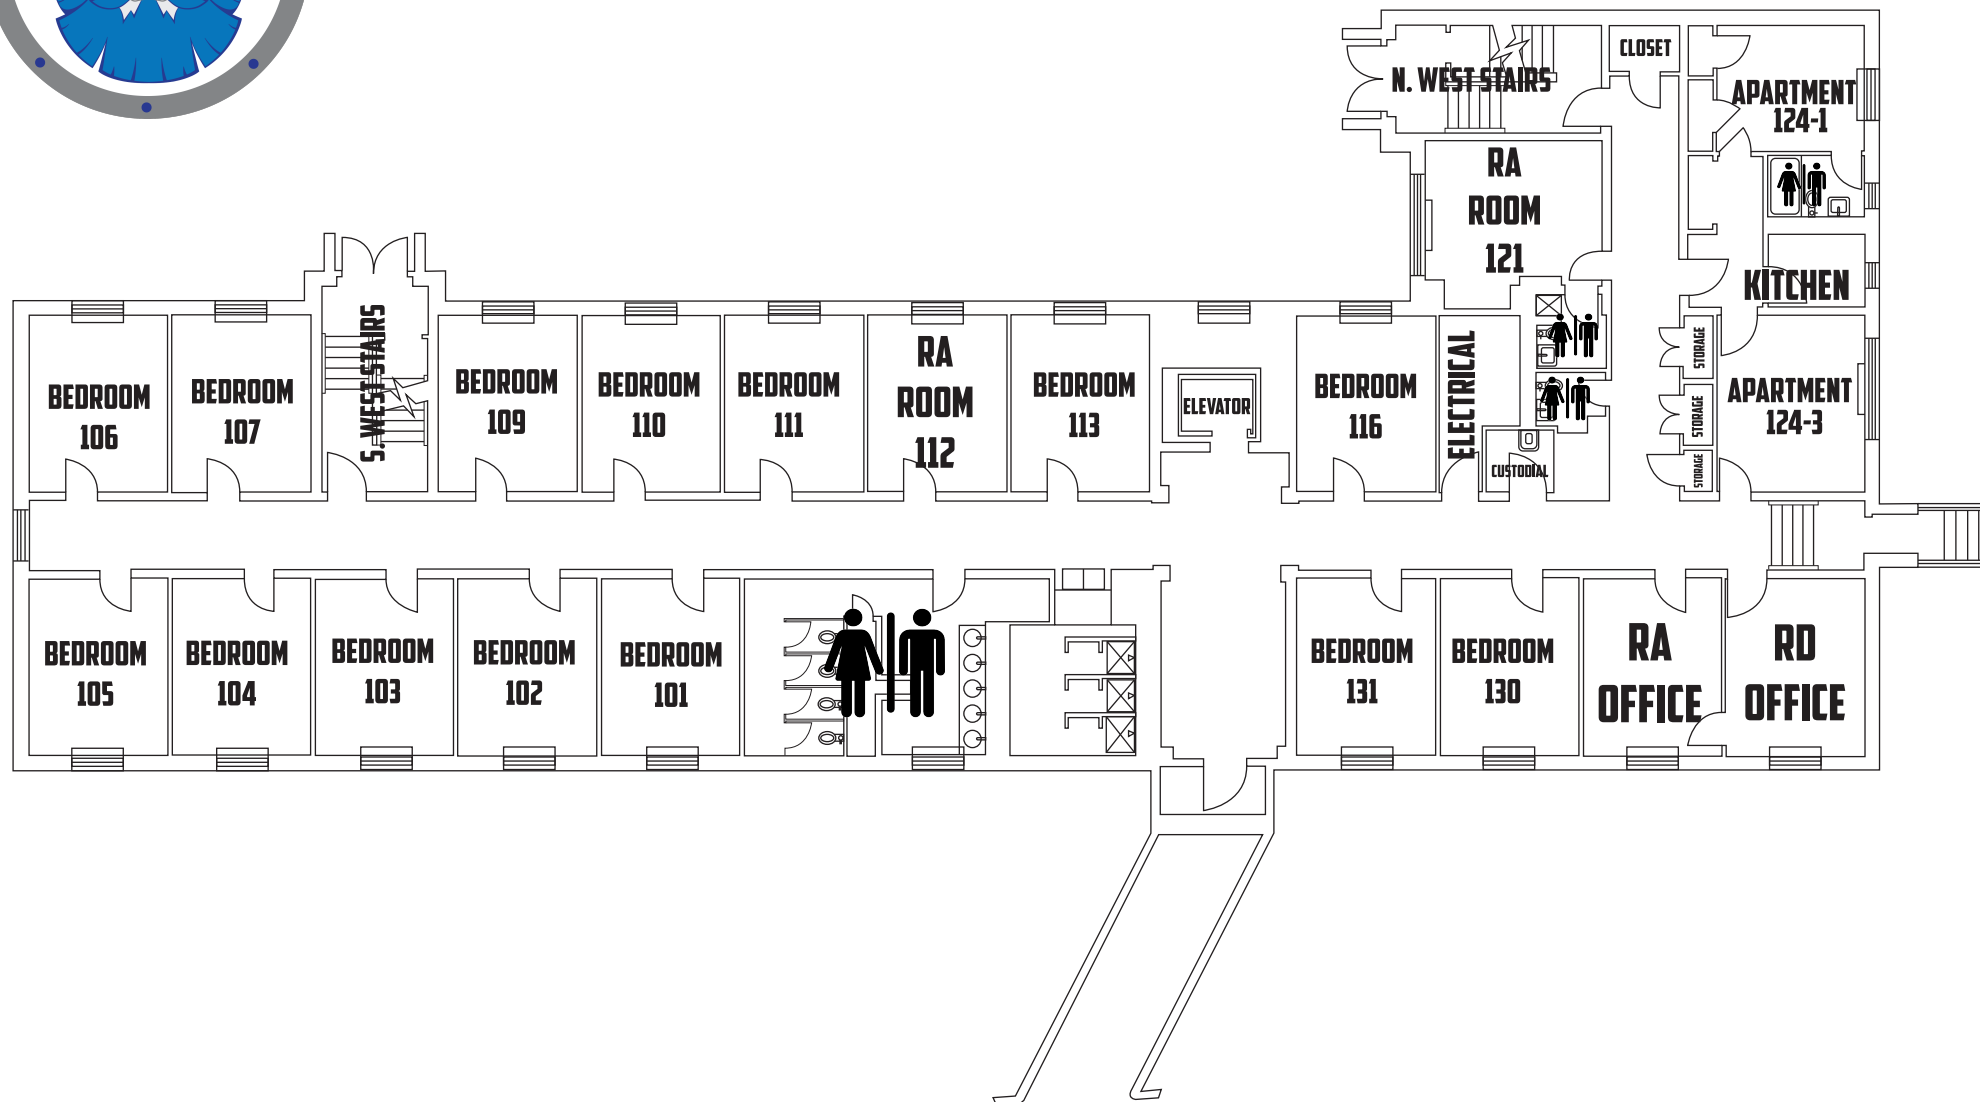 CLOSET
N. WEST STAIRS
APARTMENT
124-1
RA
ROOM
121
KITCHEN
S. WEST STAIRS
BEDROOM
106
BEDROOM
107
BEDROOM
109
BEDROOM
110
BEDROOM
111
RA
ROOM
112
BEDROOM
113
ELEVATOR
BEDROOM
116
ELECTRICAL
CUSTODIAL
STORAGE
STORAGE
STORAGE
APARTMENT
124-3
BEDROOM
105
BEDROOM
104
BEDROOM
103
BEDROOM
102
BEDROOM
101
BEDROOM
131
BEDROOM
130
RA
OFFICE
RD
OFFICE